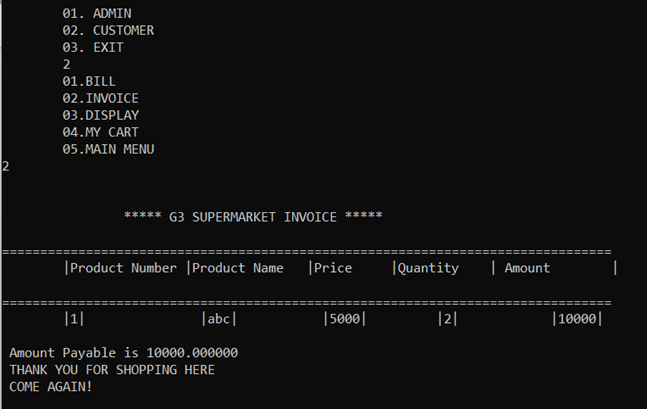 01. ADMIN
02. CUSTOMER
03. EXIT
2
01.BILL
02.INVOICE
03.DISPLAY
04.MY CART
05.MAIN MENU
2
***** G3 SUPERMARKET INVOICE *****
================================================================================
|Product Number |Product Name |Price |Quantity | Amount |
================================================================================
|1| |abc| |5000| |2| |10000|
Amount Payable is 10000.000000
THANK YOU FOR SHOPPING HERE
COME AGAIN!